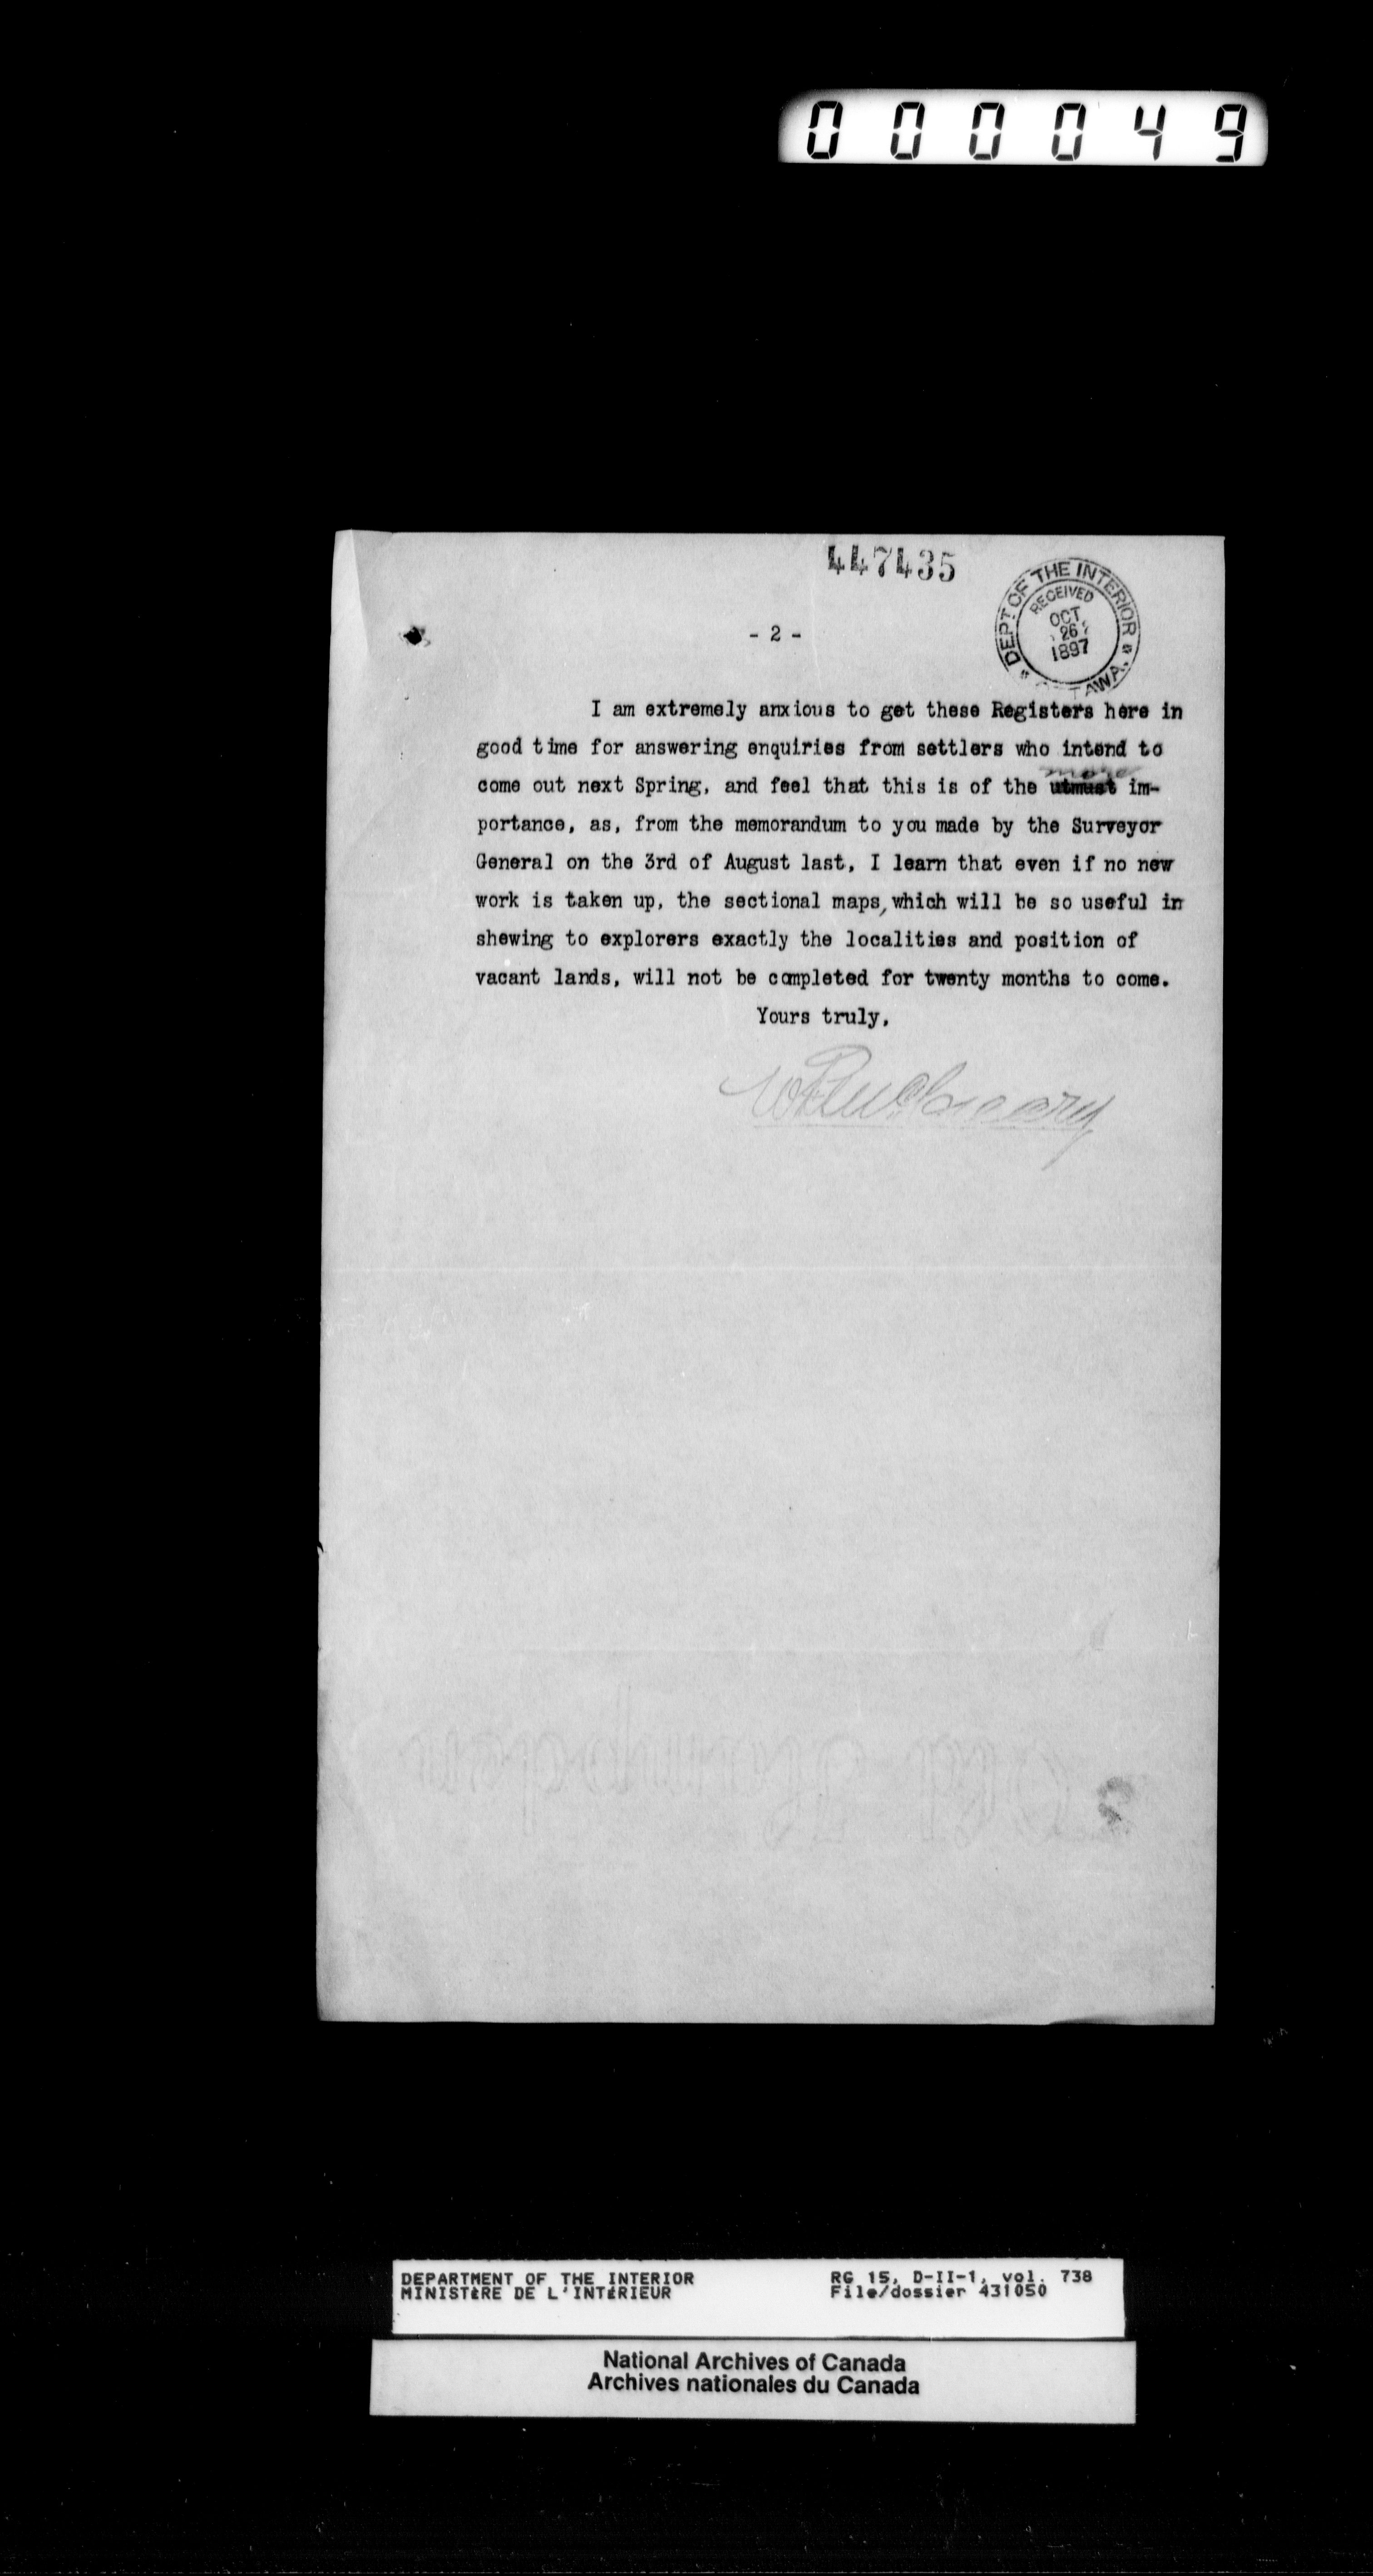 000049
447435
DEPT OF THE INTERIOR
RECEIVED
OCT.
26
1897
OTTAWA.
- 2 -
I am extremely anxious to get these Registers here in
good time for answering enquiries from settlers who intend to
more
come out next Spring, and feel that this is of the utmust im-
portance, as, from the memorandum to you made by the Surveyor
General on the 3rd of August last, I learn that even if no new
work is taken up, the sectional maps, which will be so useful in
shewing to explorers exactly the localities and position of
vacant lands, will not be completed for twenty months to come.
Yours truly,
DEPARTMENT OF THE INTERIOR RG 15, D-II-1, vol. 738
MINISTÈRE DE L'INTÉRIEUR File/dossier 431050
National Archives of Canada
Archives nationales du Canada